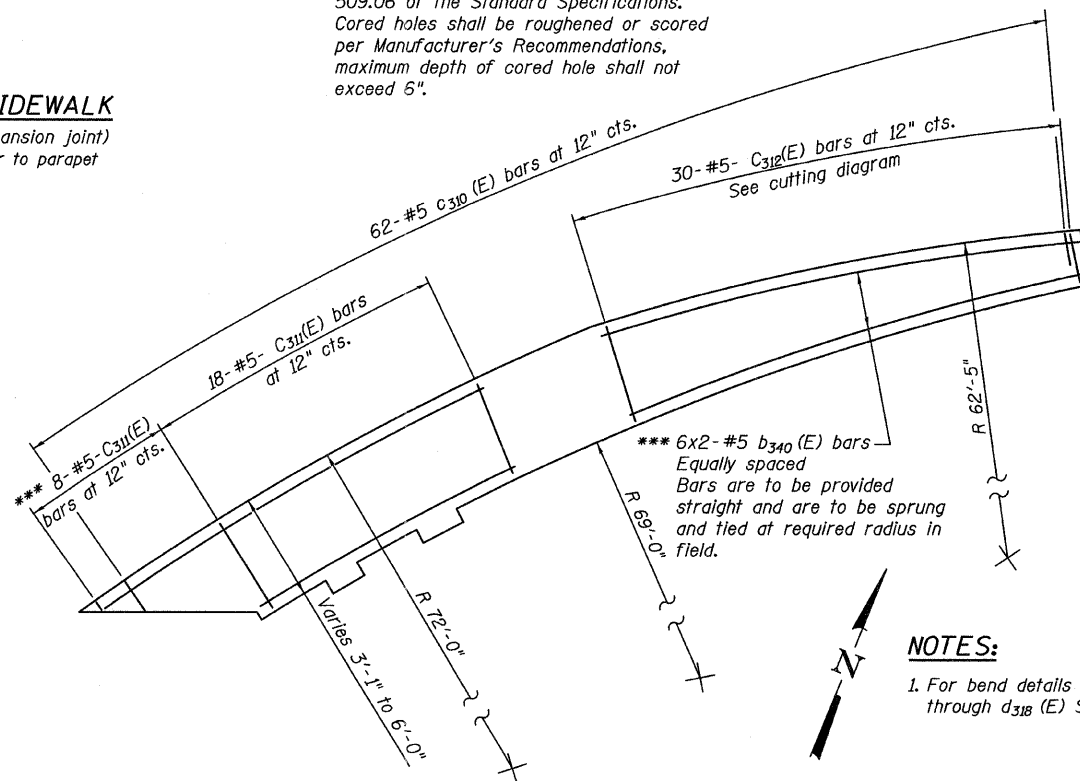 509.06 of the Standard Specifications.
Cored holes shall be roughened or scored
per Manufacturer's Recommendations,
maximum depth of cored hole shall not
exceed 6".
IDEWALK
ansion joint)
r to parapet
62-#5 c310 (E) bars at 12" cts.
30-#5- C312(E) bars at 12" cts.
See cutting diagram
18-#5- C311(E) bars
at 12" cts.
*** 8-#5-C311(E)
bars at 12" cts.
*** 6x2-#5 b340 (E) bars
Equally spaced
Bars are to be provided
straight and are to be sprung
and tied at required radius in
field.
R 62'-5"
R 69'-0"
R 72'-0"
Varies 3'-1" to 6'-0"
N
NOTES:
1. For bend details
through d318 (E) S